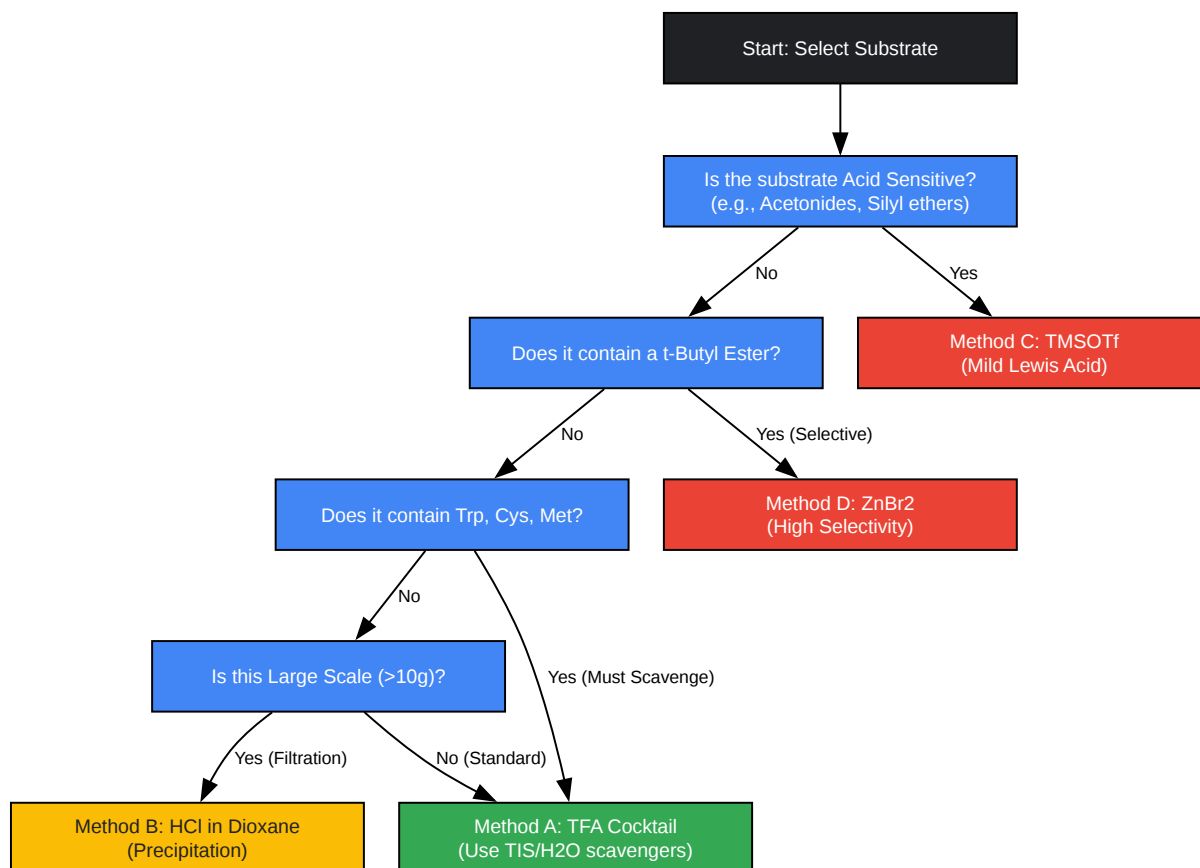 Start: Select Substrate
Is the substrate Acid Sensitive?
(e.g., Acetonides, Silyl ethers)
No
Yes
Does it contain a t-Butyl Ester?
Method C: TMSOTf
(Mild Lewis Acid)
No
Yes (Selective)
Does it contain Trp, Cys, Met?
Method D: ZnBr2
(High Selectivity)
No
Is this Large Scale (>10g)?
Yes (Must Scavenge)
Yes (Filtration)
No (Standard)
Method B: HCl in Dioxane
(Precipitation)
Method A: TFA Cocktail
(Use TIS/H2O scavengers)